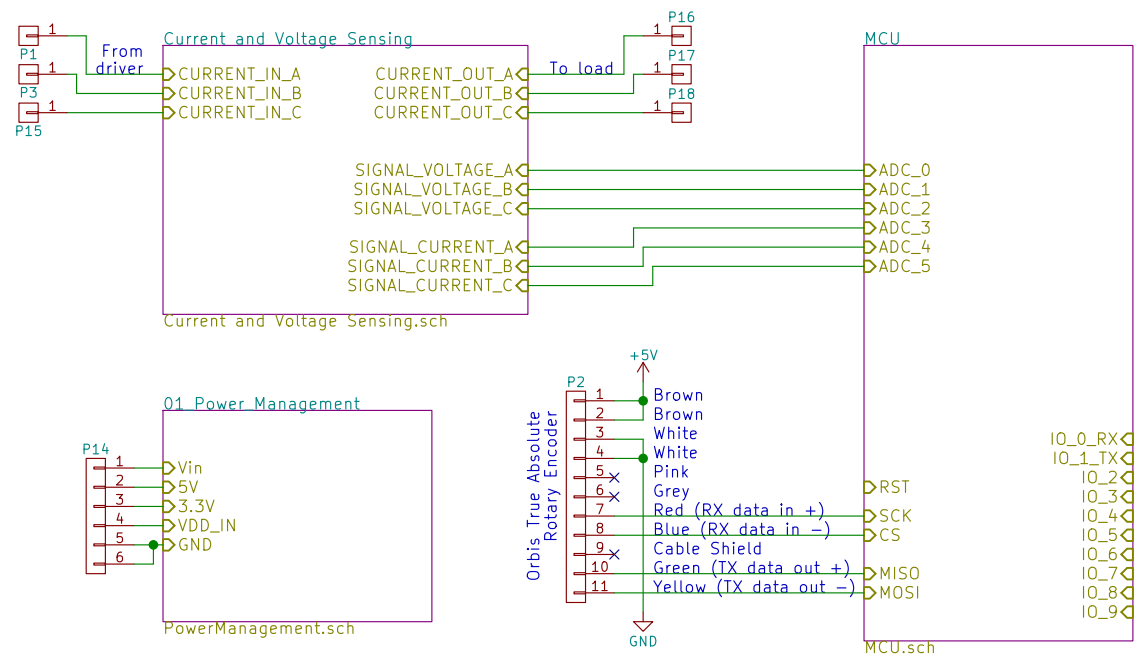 P1
1
P3
1
P15
1
From
driver
Current and Voltage Sensing
CURRENT_IN_A
CURRENT_IN_B
CURRENT_IN_C
CURRENT_OUT_A
CURRENT_OUT_B
CURRENT_OUT_C
SIGNAL_VOLTAGE_A
SIGNAL_VOLTAGE_B
SIGNAL_VOLTAGE_C
SIGNAL_CURRENT_A
SIGNAL_CURRENT_B
SIGNAL_CURRENT_C
Current and Voltage Sensing.sch
To load
P16
1
P17
1
P18
1
MCU
ADC_0
ADC_1
ADC_2
ADC_3
ADC_4
ADC_5
RST
SCK
CS
MISO
MOSI
IO_0_RX
IO_1_TX
IO_2
IO_3
IO_4
IO_5
IO_6
IO_7
IO_8
IO_9
MCU.sch
01_Power_Management
P14
1
2
3
4
5
6
Vin
5V
3.3V
VDD_IN
GND
PowerManagement.sch
Orbis True Absolute
Rotary Encoder
P2
+5V
1 Brown
2 Brown
3 White
4 White
5 Pink
6 Grey
7 Red (RX data in +)
8 Blue (RX data in -)
9 Cable Shield
10 Green (TX data out +)
11 Yellow (TX data out -)
GND